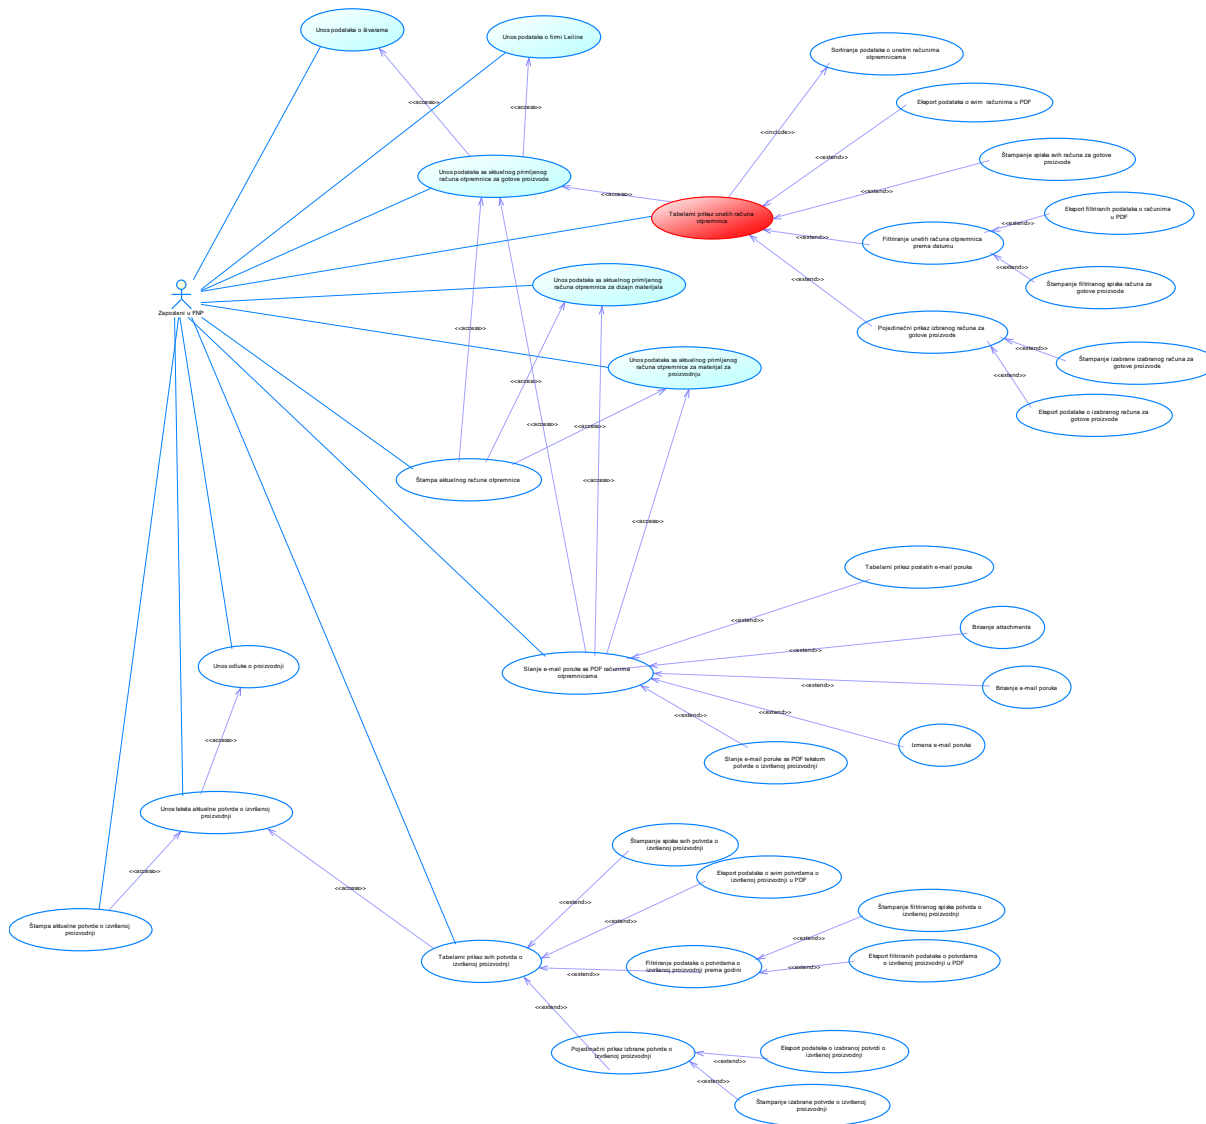 Unos podataka o šivarama
Unos podataka o firmi Leiline
Sortiranje podataka o unetim računima
otpremnicama
<<access>>
<<access>>
Eksport podataka o svim računima u PDF
<<include>>
<<extend>>
Štampanje spiska svih računa za gotove
proizvode
Unos podataka sa aktuelnog primljenog
računa otpremnice za gotove proizvode
<<access>>
<<extend>>
Tabelarni prikaz unetih računa
otpremnica
Eksport filtriranih podataka o računima
u PDF
<<extend>>
Filtriranje unetih računa otpremnica
prema datumu
<<extend>>
<<extend>>
Štampanje filtriranog spiska računa za
gotove proizvode
<<extend>>
Unos podataka sa aktuelnog primljenog
računa otpremnice za dizajn materijala
Zaposleni u FNP
Pojedinačni prikaz izbranog računa za
gotove proizvode
<<access>>
<<extend>>
Štampanje izabrane izabranog računa za
gotove proizvode
Unos podataka sa aktuelnog primljenog
računa otpremnice za materijal za
proizvodnju
<<extend>>
<<access>>
Eksport podataka o izabranog računa za
gotove proizvode
<<access>>
<<access>>
Štampa aktuelnog računa otpremnice
<<access>>
<<access>>
Tabelarni prikaz poslatih e-mail poruka
<<extend>>
Brisanje attachmenta
<<extend>>
Unos odluke o proizvodnji
Slanje e-mail poruke sa PDF računima
otpremnicama
<<extend>>
Brisanje e-mail poruka
<<extend>>
<<extend>>
<<access>>
Izmena e-mail poruka
Slanje e-mail poruke sa PDF tekstom
potvrde o izvršenoj proizvodnji
Unos teksta aktuelne potvrde o izvršenoj
proizvodnji
Štampanje spiska svih potvrda o
izvršenoj proizvodnji
<<access>>
<<access>>
Eksport podataka o svim potvrdama o
izvršenoj proizvodnji u PDF
<<extend>>
<<extend>>
Štampanje filtriranog spiska potvrda o
izvršenoj proizvodnji
Štampa aktuelne potvrde o izvršenoj
proizvodnji
<<extend>>
Tabelarni prikaz svih potvrda o
izvršenoj proizvodnji
Filtriranje podataka o potvrdama o
izvršenoj proizvodnji prema godini
<<extend>>
<<extend>>
Eksport filtriranih podataka o potvrdama
o izvršenoj proizvodnji u PDF
<<extend>>
Pojedinačni prikaz izbrane potvrde o
izvršenoj proizvodnji
<<extend>>
Eksport podataka o izabranoj potvrdi o
izvršenoj proizvodnji
<<extend>>
Štampanje izabrane potvrde o izvršenoj
proizvodnji